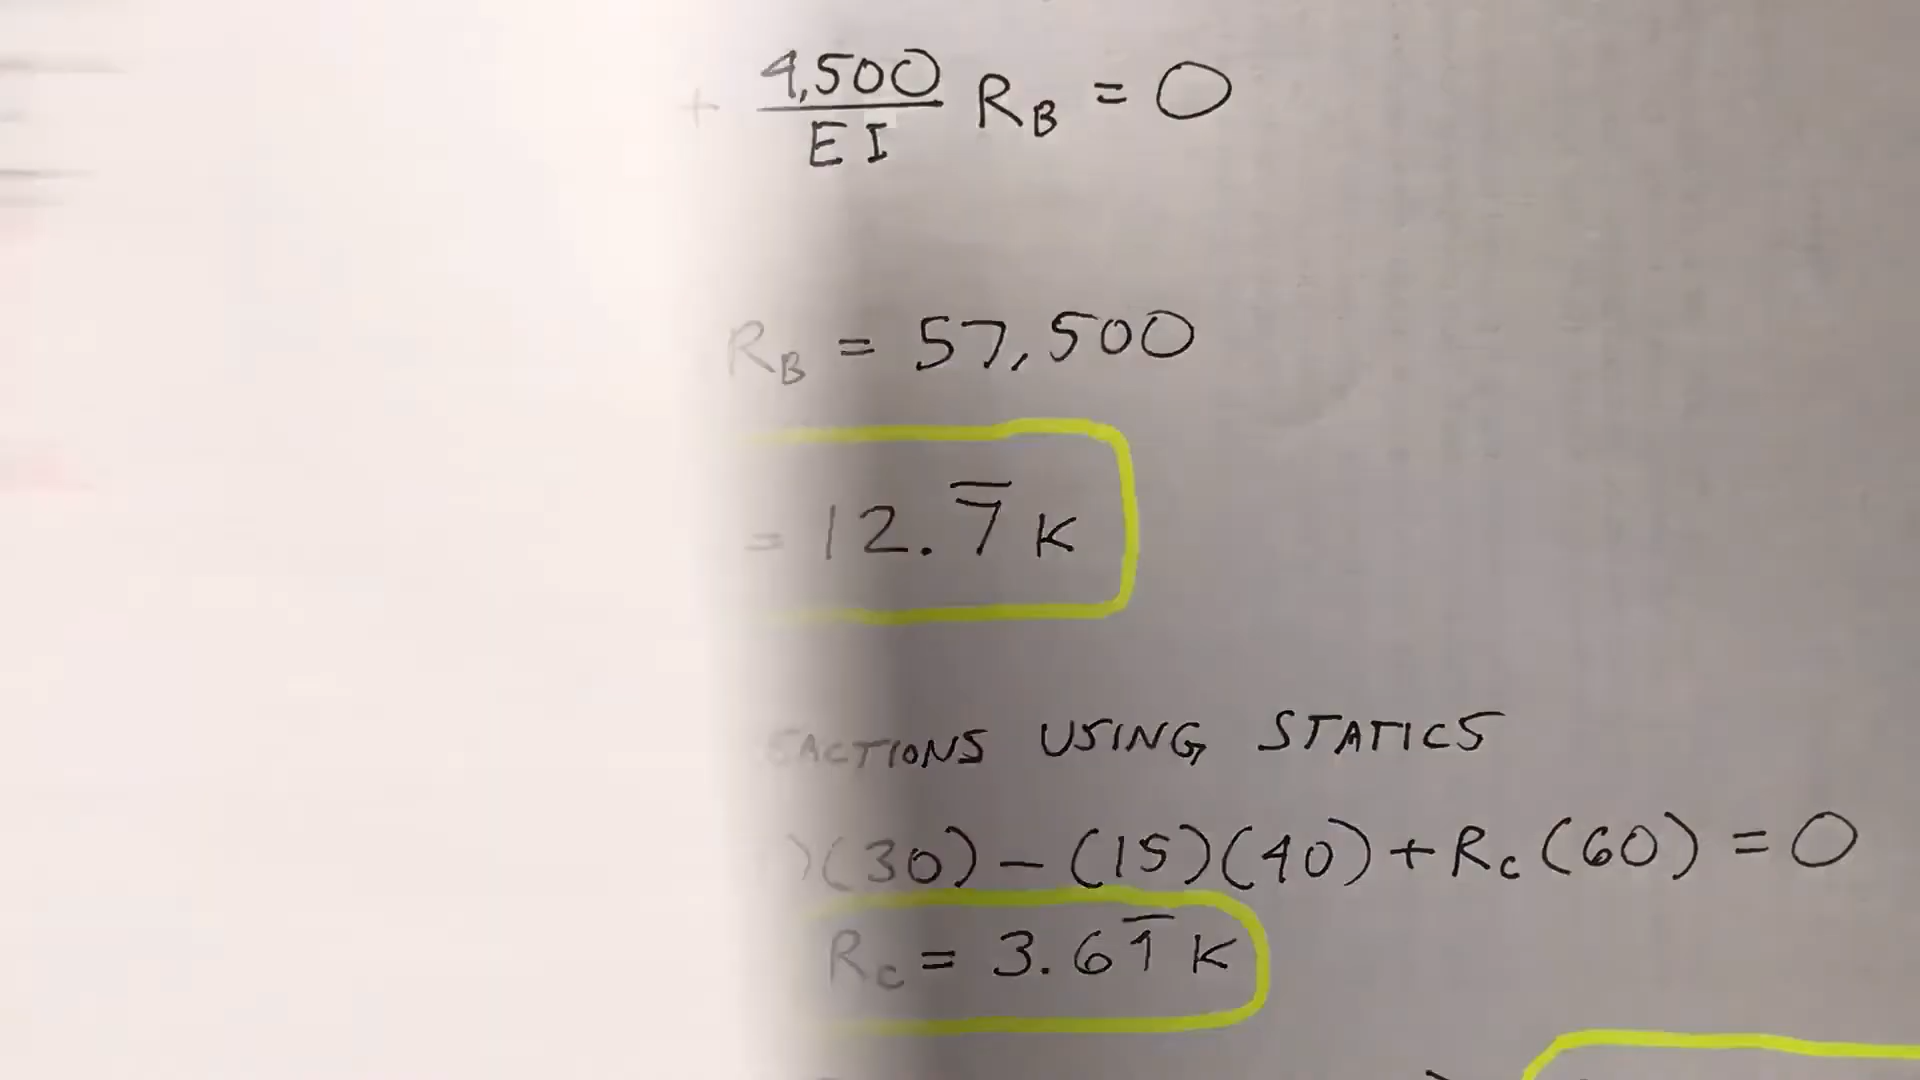 + 4,500/EI R_B = 0
R_B = 57,500
= 12.7̅ K
EACTIONS USING STATICS
)(30) - (15)(40) + R_C (60) = 0
R_C = 3.61̅ K